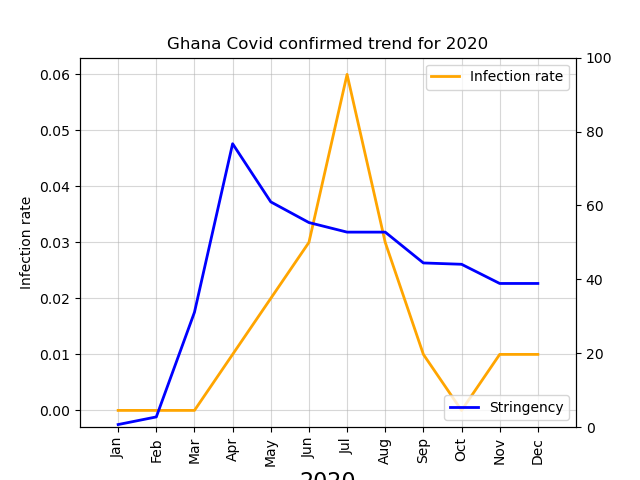 Ghana Covid confirmed trend for 2020
Infection rate
Stringency
Infection rate
0.06
0.05
0.04
0.03
0.02
0.01
0.00
100
80
60
40
20
0
Jan
Feb
Mar
Apr
May
Jun
Jul
Aug
Sep
Oct
Nov
Dec
2020